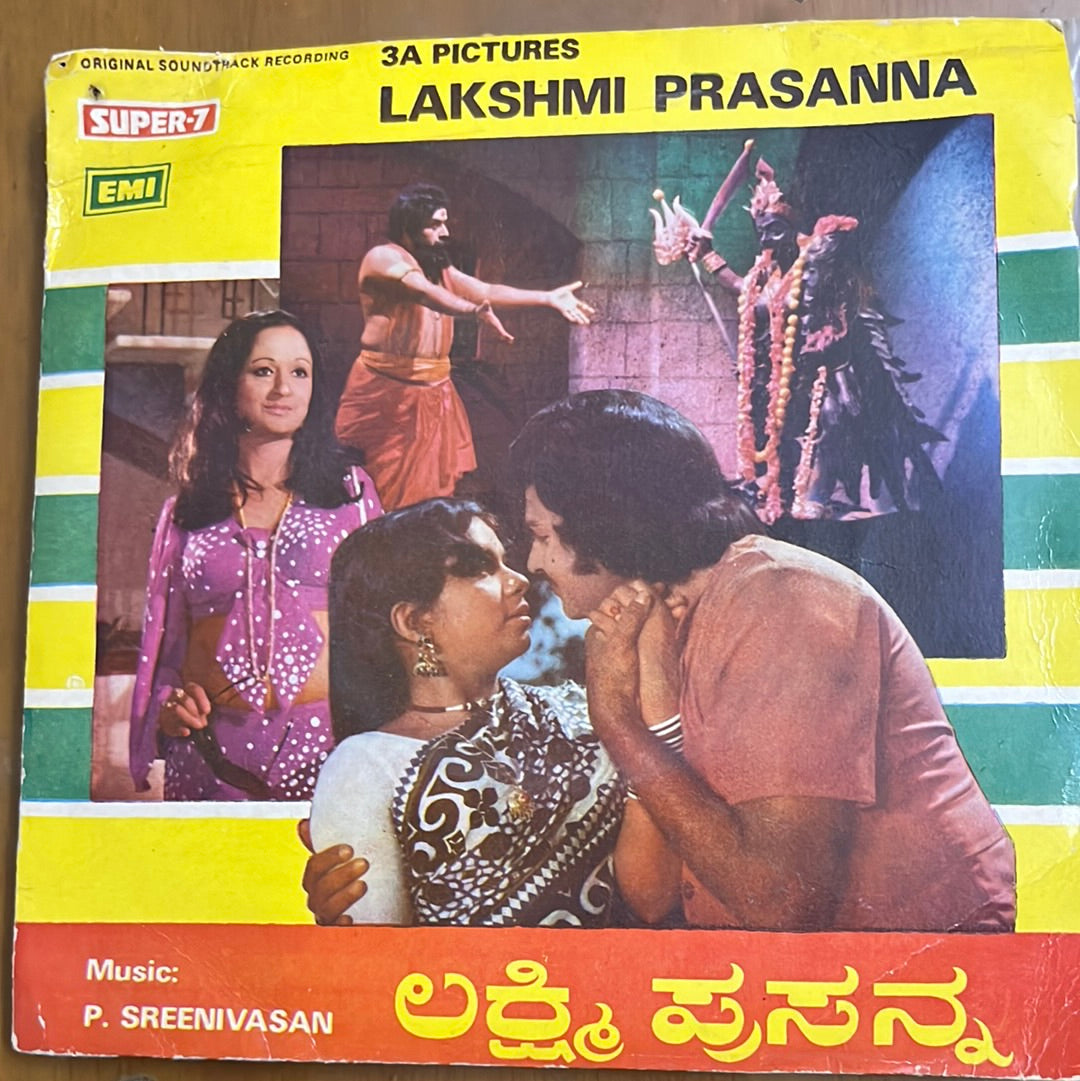 ORIGINAL SOUNDTRACK RECORDING
3A PICTURES
LAKSHMI PRASANNA
SUPER-7
EMI
Music:
P. SREENIVASAN
ಲಕ್ಷ್ಮಿ ಪ್ರಸನ್ನ